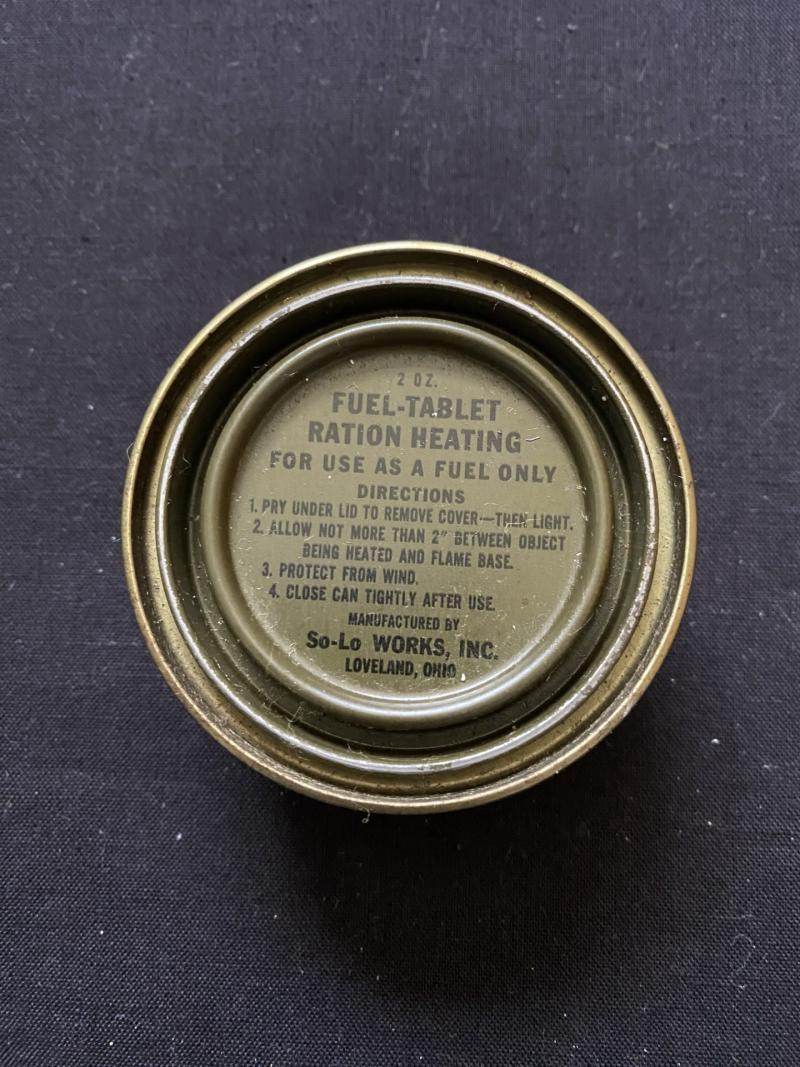 2 OZ.
FUEL-TABLET
RATION HEATING
FOR USE AS A FUEL ONLY
DIRECTIONS
1. PRY UNDER LID TO REMOVE COVER—THEN LIGHT.
2. ALLOW NOT MORE THAN 2" BETWEEN OBJECT
BEING HEATED AND FLAME BASE.
3. PROTECT FROM WIND.
4. CLOSE CAN TIGHTLY AFTER USE.
MANUFACTURED BY
So-Lo WORKS, INC.
LOVELAND, OHIO